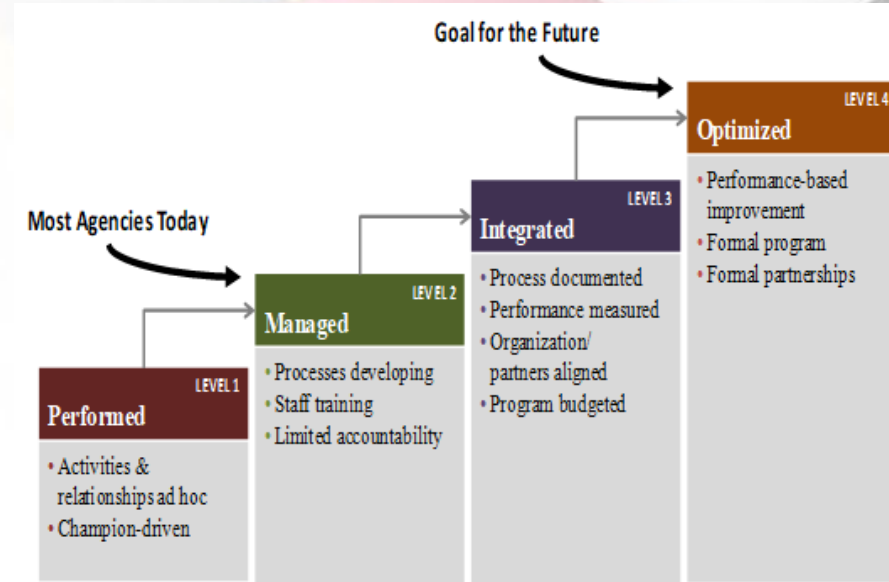 Goal for the Future
LEVEL 4
Optimized
• Performance-based
improvement
• Formal program
• Formal partnerships
LEVEL 3
Integrated
• Process documented
• Performance measured
• Organization/
partners aligned
• Program budgeted
Most Agencies Today
LEVEL 2
Managed
• Processes developing
• Staff training
• Limited accountability
LEVEL 1
Performed
• Activities &
relationships ad hoc
• Champion-driven